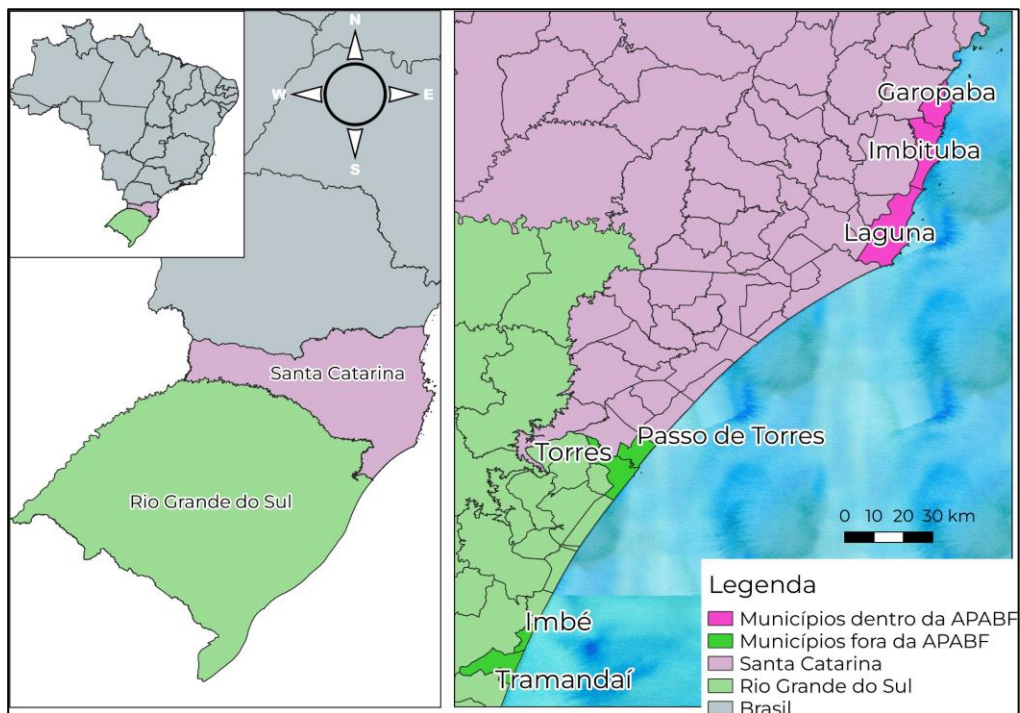 N
W
E
S
Santa Catarina
Rio Grande do Sul
Garopaba
Imbituba
Laguna
Passo de Torres
Torres
0 10 20 30 km
Imbé
Tramandaí
Legenda
Municípios dentro da APABF
Municípios fora da APABF
Santa Catarina
Rio Grande do Sul
Brasil